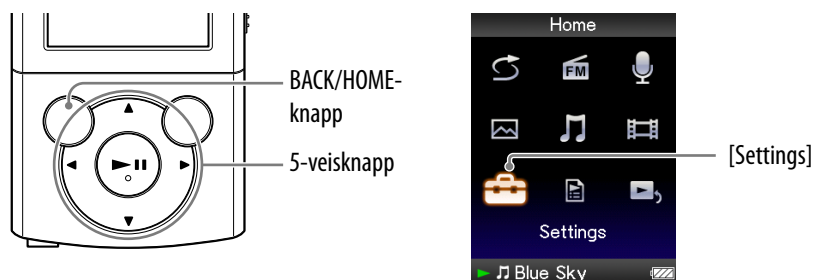 BACK/HOME-
knapp
5-veisknapp
Home
FM
[Settings]
Settings
Blue Sky